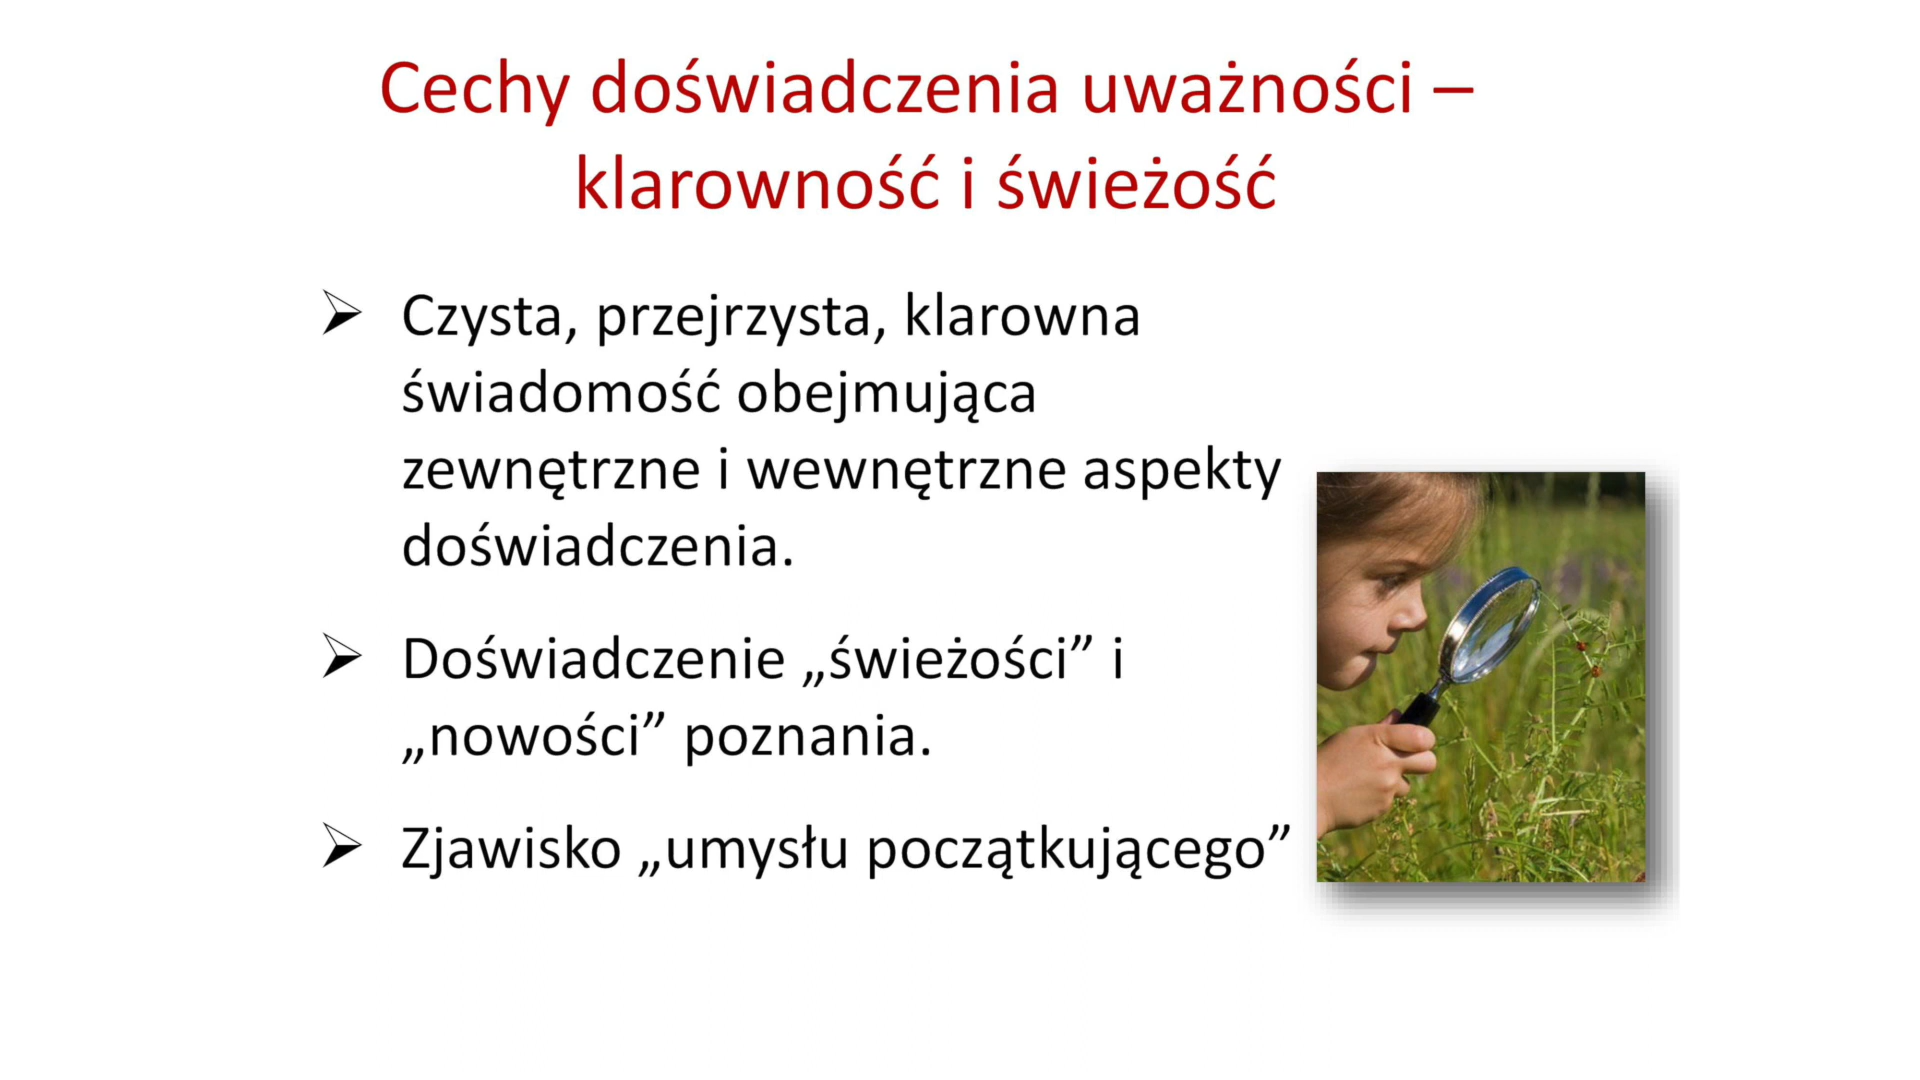 Cechy doświadczenia uważności –
klarowność i świeżość
Czysta, przejrzysta, klarowna
świadomość obejmująca
zewnętrzne i wewnętrzne aspekty
doświadczenia.
Doświadczenie „świeżości” i
„nowości” poznania.
Zjawisko „umysłu początkującego”